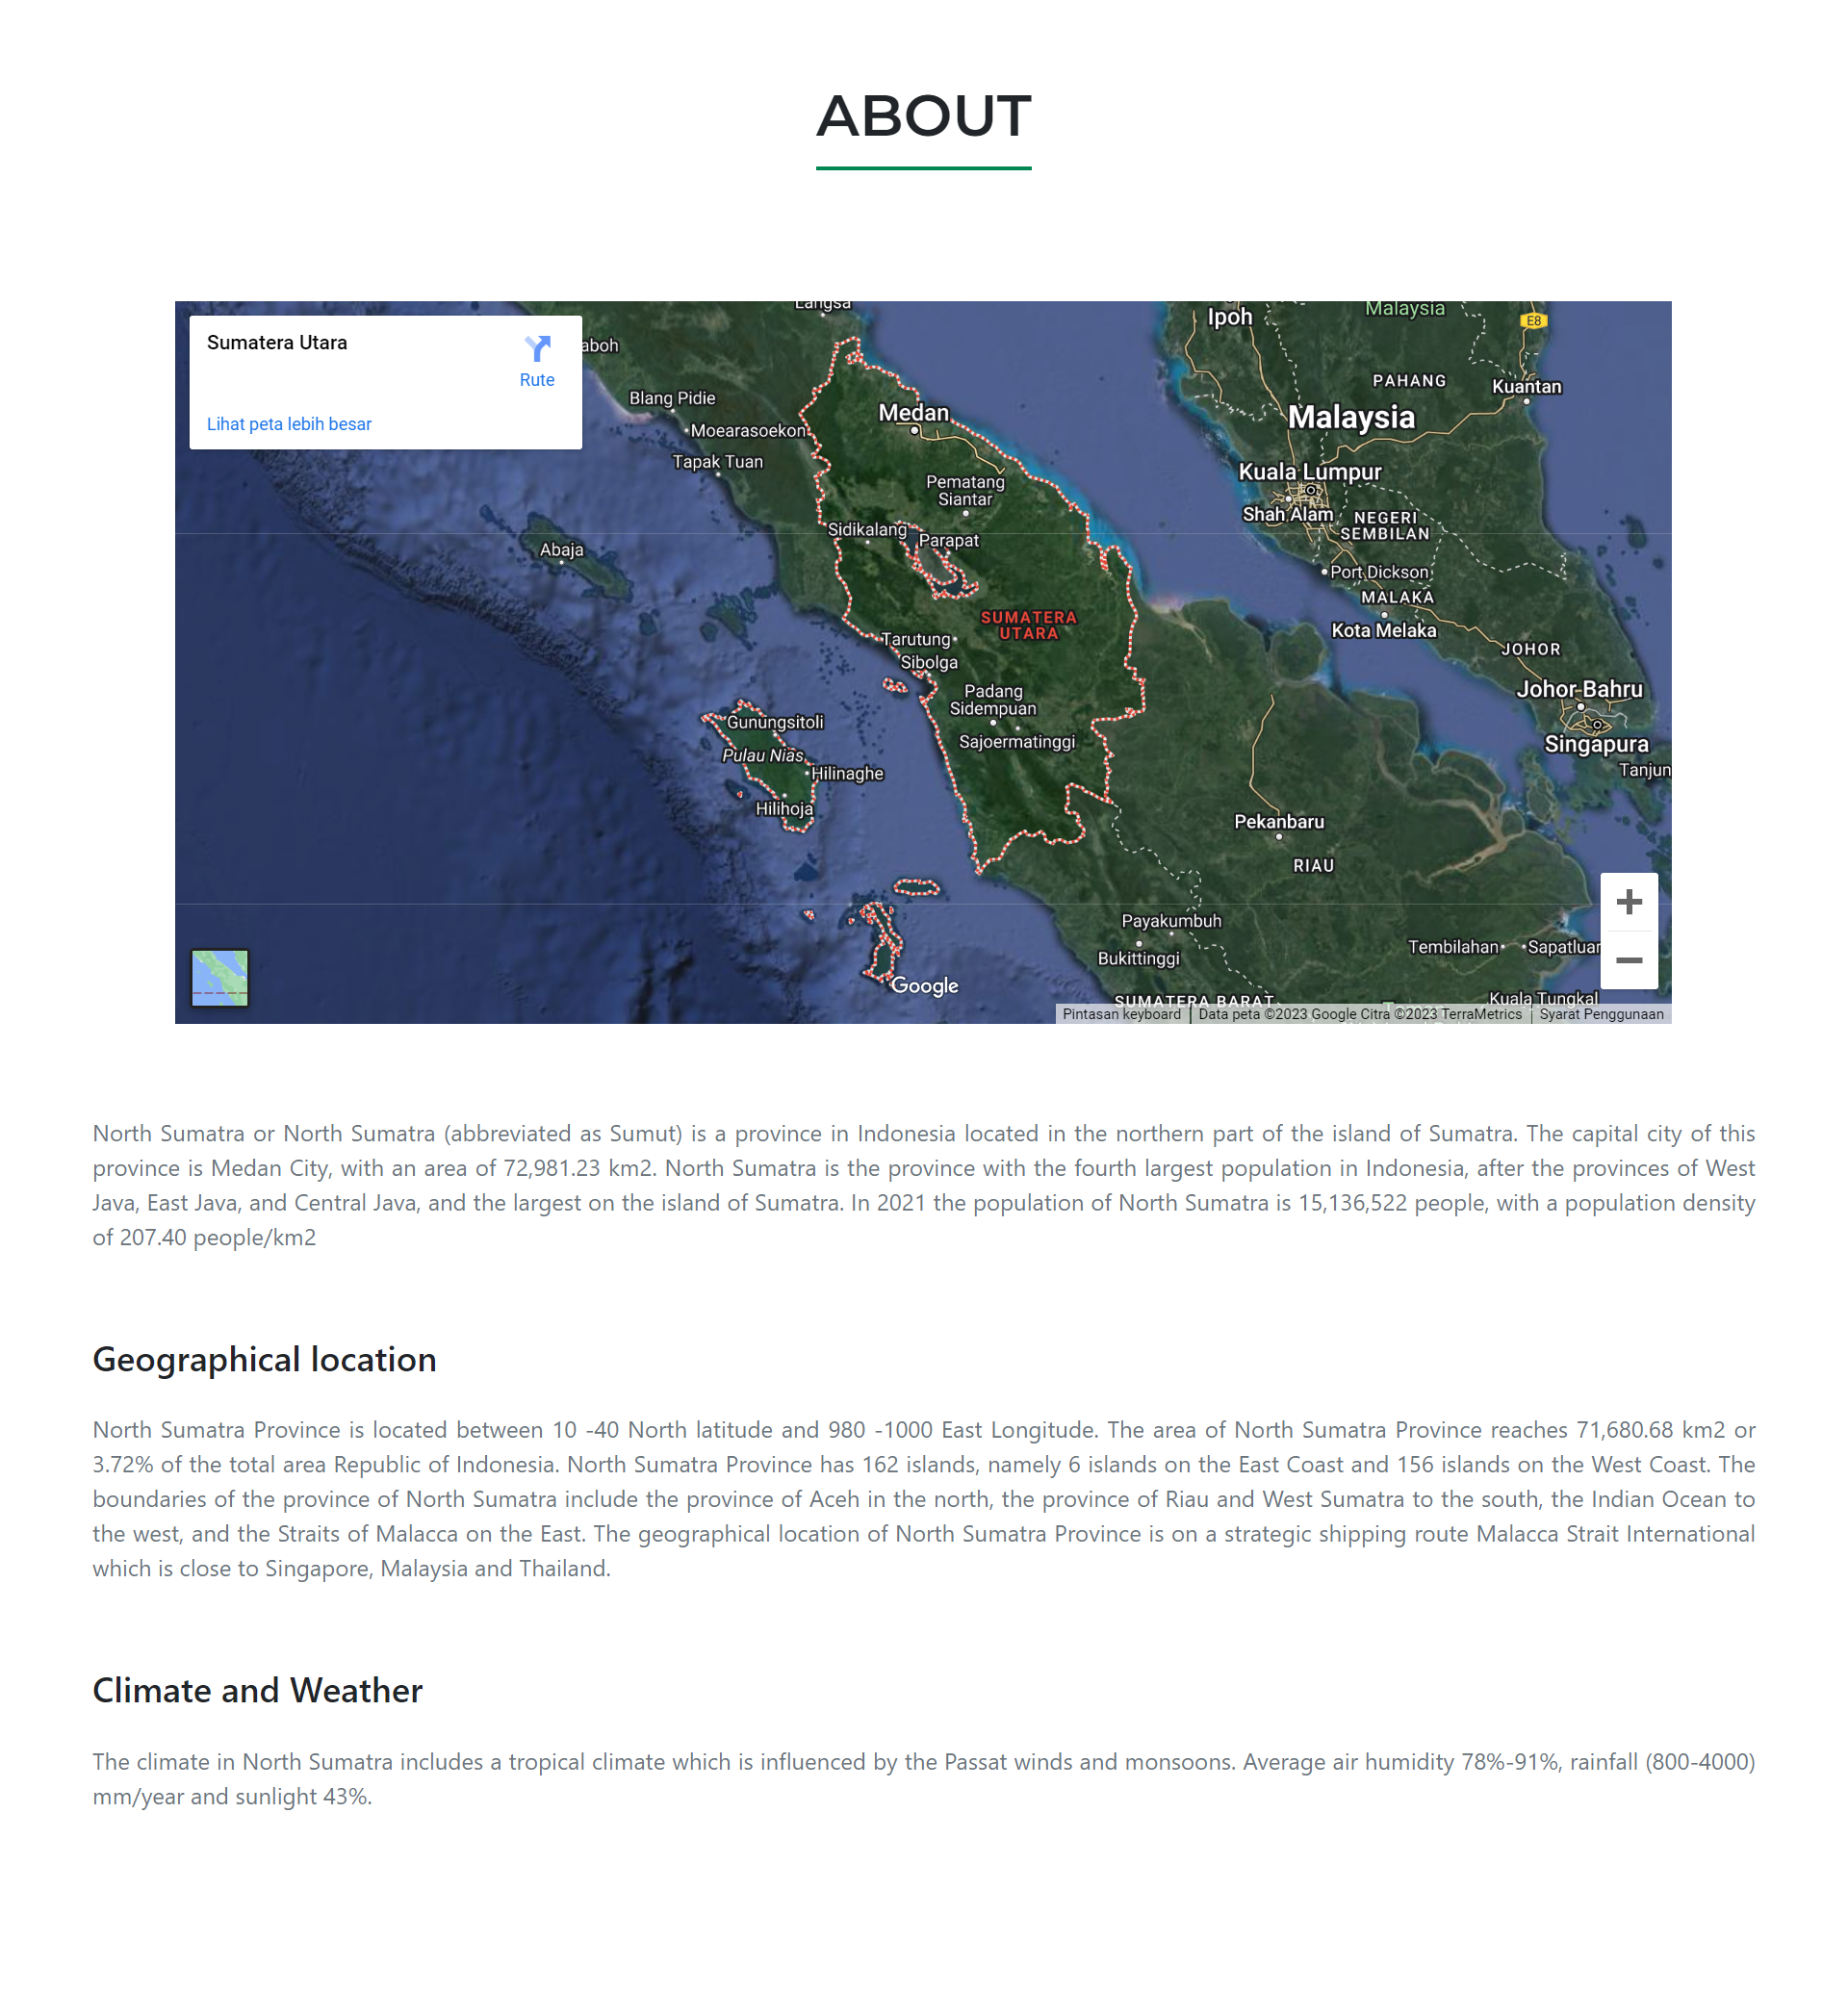 ABOUT
Langsa
Ipoh
Malaysia
E8
Sumatera Utara
aboh
Rute
PAHANG
Kuantan
Blang Pidie
Medan
Malaysia
Lihat peta lebih besar
Moearasoekon
Tapak Tuan
Kuala Lumpur
Pematang
Siantar
Shah Alam
NEGERI
SEMBILAN
Sidikalang
Parapat
Abaja
Port Dickson
MALAKA
SUMATERA
UTARA
Kota Melaka
Tarutung
JOHOR
Sibolga
Padang
Sidempuan
Johor Bahru
Gunungsitoli
Sajoermatinggi
Singapura
Pulau Nias
Hilinaghe
Tanjun
Hilihoja
Pekanbaru
RIAU
Payakumbuh
Bukittinggi
Tembilahan
Sapatluar
Google
SUMATERA BARAT
Kuala Tungkal
Pintasan keyboard
Data peta ©2023 Google Citra ©2023 TerraMetrics
Syarat Penggunaan
North Sumatra or North Sumatra (abbreviated as Sumut) is a province in Indonesia located in the northern part of the island of Sumatra. The capital city of this
province is Medan City, with an area of 72,981.23 km2. North Sumatra is the province with the fourth largest population in Indonesia, after the provinces of West
Java, East Java, and Central Java, and the largest on the island of Sumatra. In 2021 the population of North Sumatra is 15,136,522 people, with a population density
of 207.40 people/km2
Geographical location
North Sumatra Province is located between 10 -40 North latitude and 980 -1000 East Longitude. The area of North Sumatra Province reaches 71,680.68 km2 or
3.72% of the total area Republic of Indonesia. North Sumatra Province has 162 islands, namely 6 islands on the East Coast and 156 islands on the West Coast. The
boundaries of the province of North Sumatra include the province of Aceh in the north, the province of Riau and West Sumatra to the south, the Indian Ocean to
the west, and the Straits of Malacca on the East. The geographical location of North Sumatra Province is on a strategic shipping route Malacca Strait International
which is close to Singapore, Malaysia and Thailand.
Climate and Weather
The climate in North Sumatra includes a tropical climate which is influenced by the Passat winds and monsoons. Average air humidity 78%-91%, rainfall (800-4000)
mm/year and sunlight 43%.